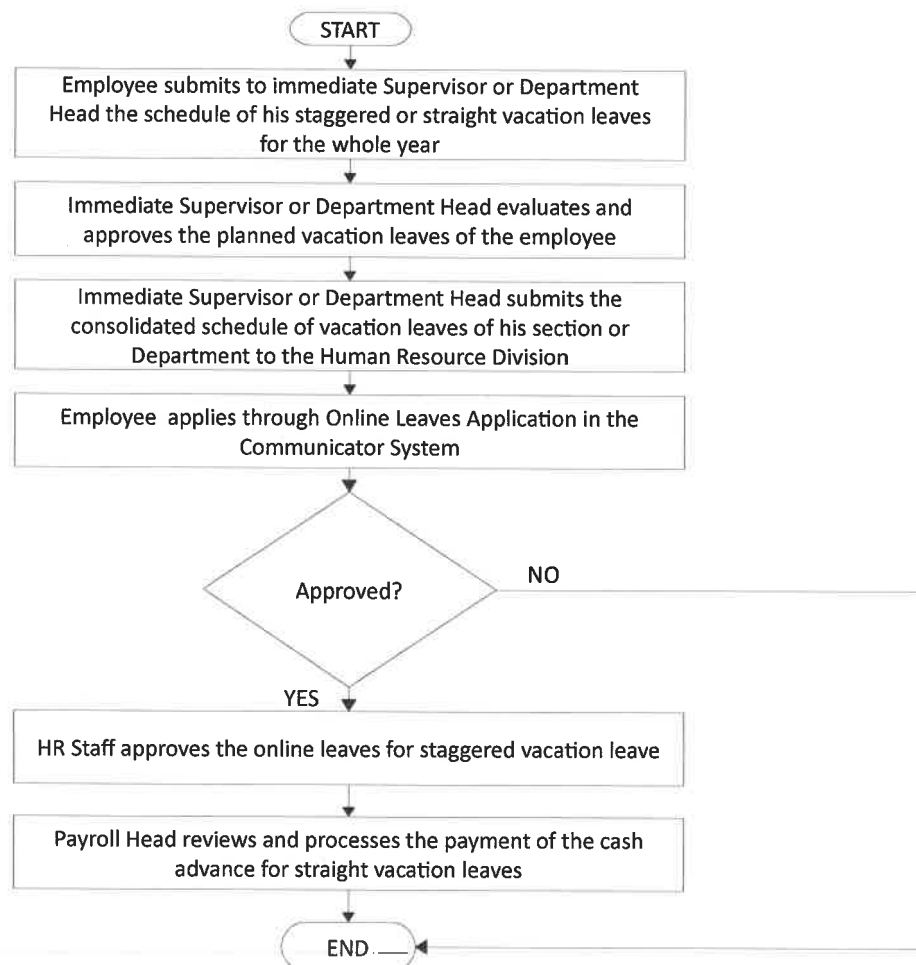 START
Employee submits to immediate Supervisor or Department
Head the schedule of his staggered or straight vacation leaves
for the whole year
Immediate Supervisor or Department Head evaluates and
approves the planned vacation leaves of the employee
Immediate Supervisor or Department Head submits the
consolidated schedule of vacation leaves of his section or
Department to the Human Resource Division
Employee applies through Online Leaves Application in the
Communicator System
Approved?
NO
YES
HR Staff approves the online leaves for staggered vacation leave
Payroll Head reviews and processes the payment of the cash
advance for straight vacation leaves
END